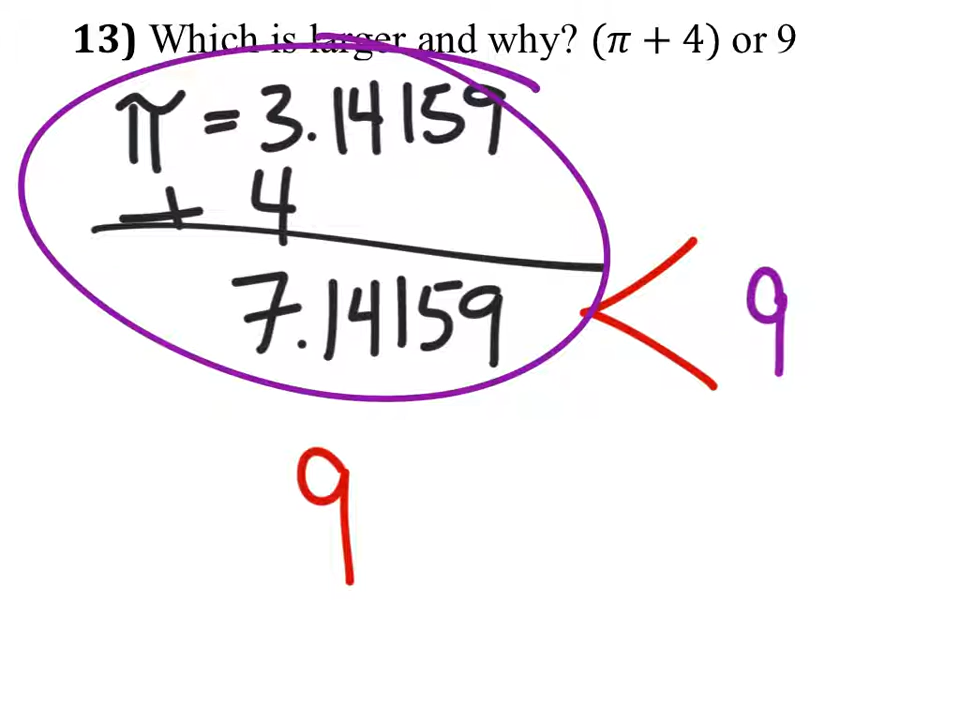 13) Which is larger and why? (π + 4) or 9
π = 3.14159
+ 4
7.14159 < 9
9